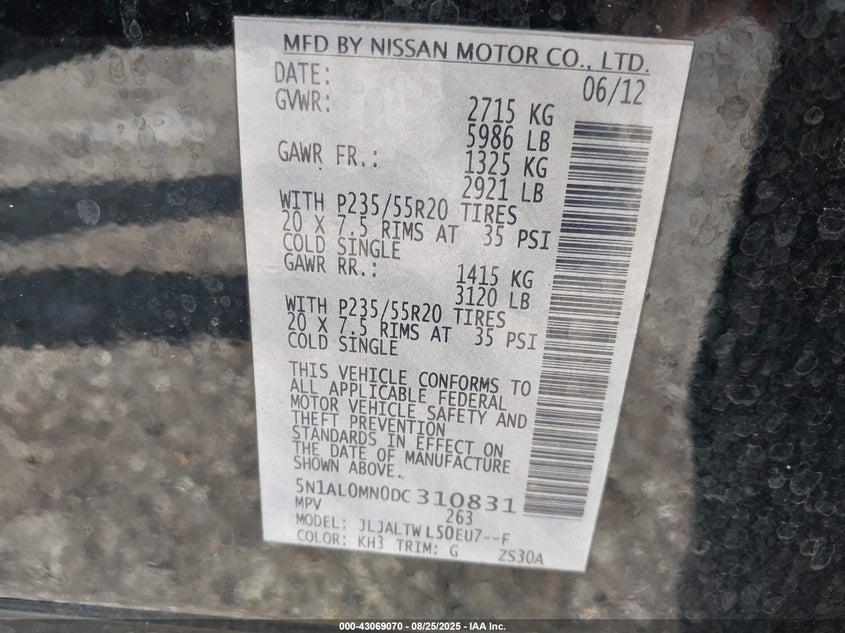 MFD BY NISSAN MOTOR CO., LTD.
DATE: 06/12
GVWR: 2715 KG
5986 LB
GAWR FR.: 1325 KG
2921 LB
WITH P235/55R20 TIRES
20 X 7.5 RIMS AT 35 PSI
COLD SINGLE
GAWR RR.: 1415 KG
3120 LB
WITH P235/55R20 TIRES
20 X 7.5 RIMS AT 35 PSI
COLD SINGLE
THIS VEHICLE CONFORMS TO
ALL APPLICABLE FEDERAL
MOTOR VEHICLE SAFETY AND
THEFT PREVENTION
STANDARDS IN EFFECT ON
THE DATE OF MANUFACTURE
SHOWN ABOVE.
5N1AL0MN0DC310831
MPV 263
MODEL: JLJALTWL50EU7--F
COLOR: KH3 TRIM: G ZS30A
000-43069070 - 08/25/2025 - IAA Inc.